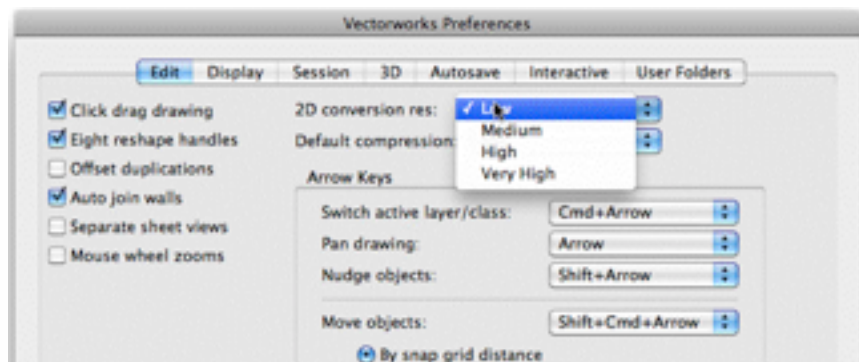 Vectorworks Preferences
Edit Display Session 3D Autosave Interactive User Folders
Click drag drawing
Eight reshape handles
Offset duplications
Auto join walls
Separate sheet views
Mouse wheel zooms
2D conversion res:
✓ Low
Medium
High
Very High
Default compression:
Arrow Keys
Switch active layer/class: Cmd+Arrow
Pan drawing: Arrow
Nudge objects: Shift+Arrow
Move objects: Shift+Cmd+Arrow
By snap grid distance